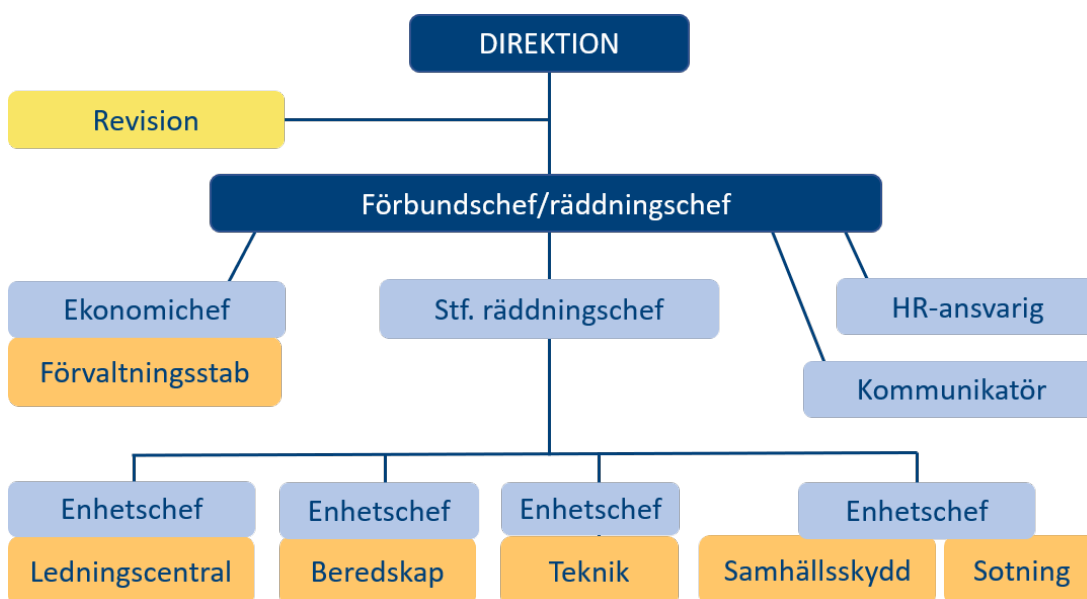 DIREKTION
Revision
Förbundschef/räddningschef
Ekonomichef
Förvaltningsstab
Stf. räddningschef
HR-ansvarig
Kommunikatör
Enhetschef
Ledningscentral
Enhetschef
Beredskap
Enhetschef
Teknik
Enhetschef
Samhällsskydd
Sotning